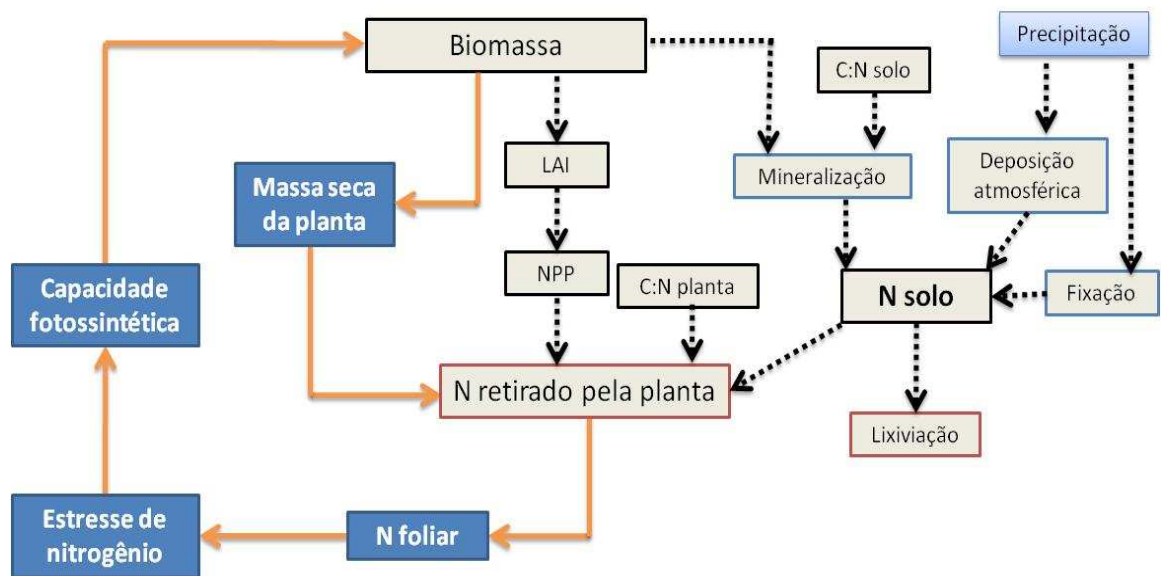 Biomassa
Precipitação
C:N solo
LAI
Mineralização
Deposição
atmosférica
Massa seca
da planta
NPP
C:N planta
N solo
Fixação
Capacidade
fotossintética
N retirado pela planta
Lixiviação
Estresse de
nitrogênio
N foliar